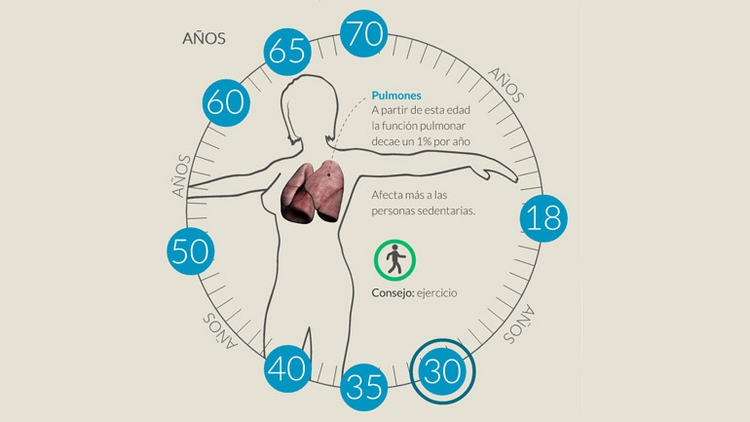 AÑOS
70
65
60
AÑOS
Pulmones
A partir de esta edad
la función pulmonar
decae un 1% por año
AÑOS
Afecta más a las
personas sedentarias.
18
50
Consejo: ejercicio
AÑOS
AÑOS
40
35
30